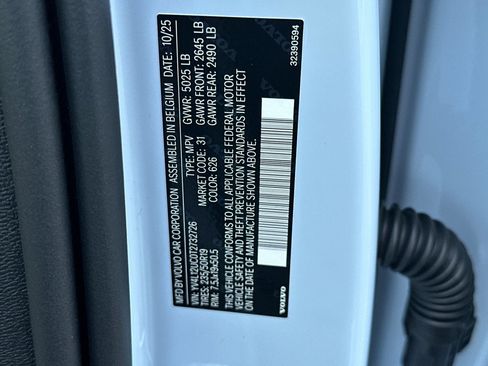 MFD BY VOLVO CAR CORPORATION ASSEMBLED IN BELGIUM DATE: 10/25
GVWR: 5025 LB
GAWR FRONT: 2645 LB
GAWR REAR: 2490 LB
VIN: YV4L12UC0T2732726 TYPE: MPV
TIRES: 235/50R19 MARKET CODE: 31
RIM: 7.5Jx19x50.5 COLOR: 626
THIS VEHICLE CONFORMS TO ALL APPLICABLE FEDERAL MOTOR
VEHICLE SAFETY AND THEFT PREVENTION STANDARDS IN EFFECT
ON THE DATE OF MANUFACTURE SHOWN ABOVE.
VOLVO
32390594